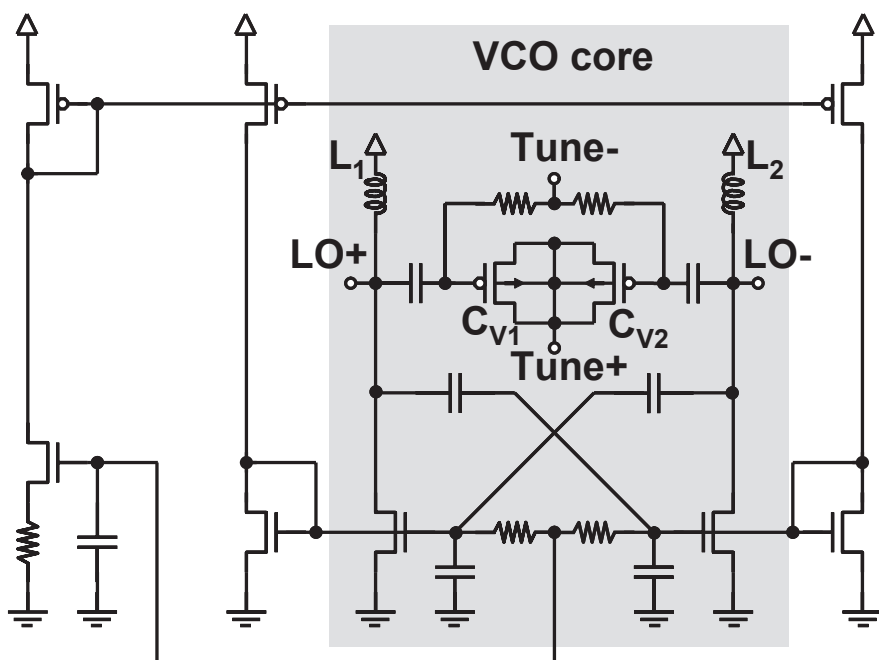 VCO core
L1
Tune-
L2
LO+
LO-
CV1
CV2
Tune+